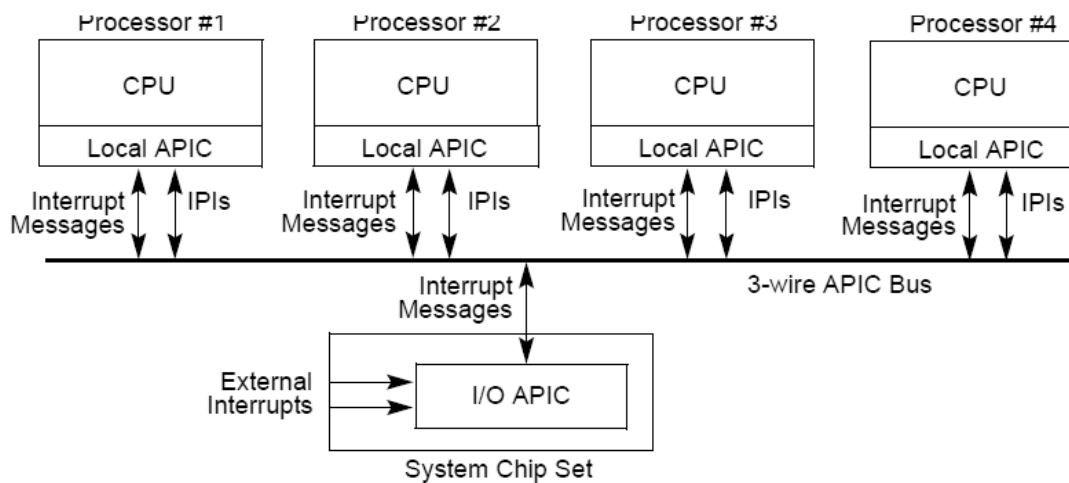 Processor #1
Processor #2
Processor #3
Processor #4
CPU
CPU
CPU
CPU
Local APIC
Local APIC
Local APIC
Local APIC
Interrupt
Messages
IPIs
Interrupt
Messages
IPIs
Interrupt
Messages
IPIs
Interrupt
Messages
IPIs
Interrupt
Messages
3-wire APIC Bus
External
Interrupts
I/O APIC
System Chip Set